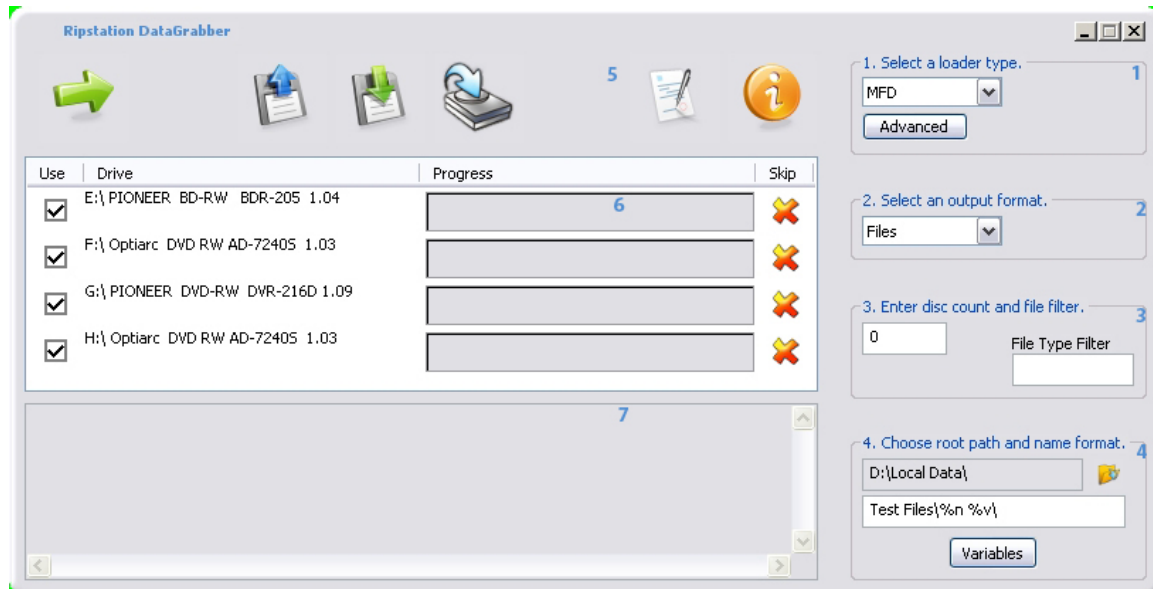 Ripstation DataGrabber
5
Use Drive Progress Skip
E:\ PIONEER BD-RW BDR-205 1.04
6
F:\ Optiarc DVD RW AD-7240S 1.03
G:\ PIONEER DVD-RW DVR-216D 1.09
H:\ Optiarc DVD RW AD-7240S 1.03
7
1. Select a loader type.
1
MFD
Advanced
2. Select an output format.
2
Files
3. Enter disc count and file filter.
3
0
File Type Filter
4. Choose root path and name format.
4
D:\Local Data\
Test Files\%n %v\
Variables